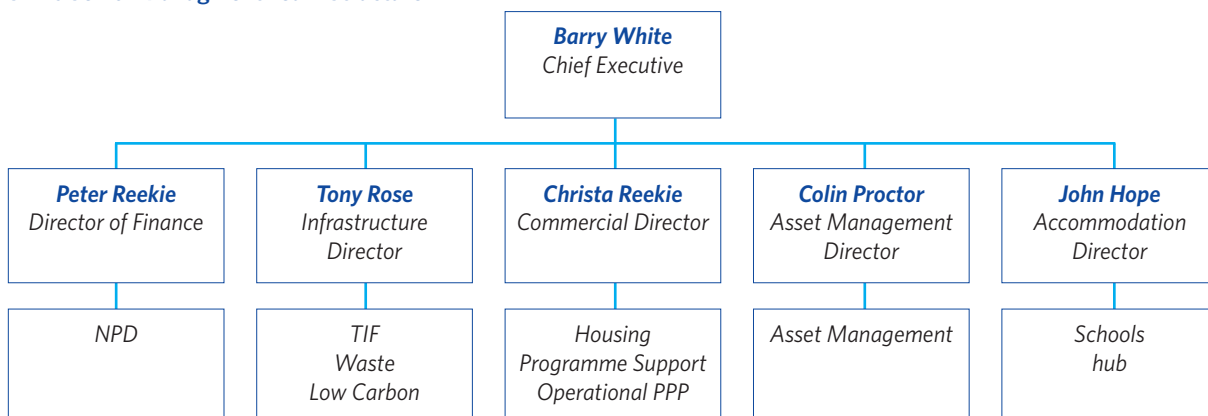 Barry White
Chief Executive
Peter Reekie
Director of Finance
Tony Rose
Infrastructure
Director
Christa Reekie
Commercial Director
Colin Proctor
Asset Management
Director
John Hope
Accommodation
Director
NPD
TIF
Waste
Low Carbon
Housing
Programme Support
Operational PPP
Asset Management
Schools
hub